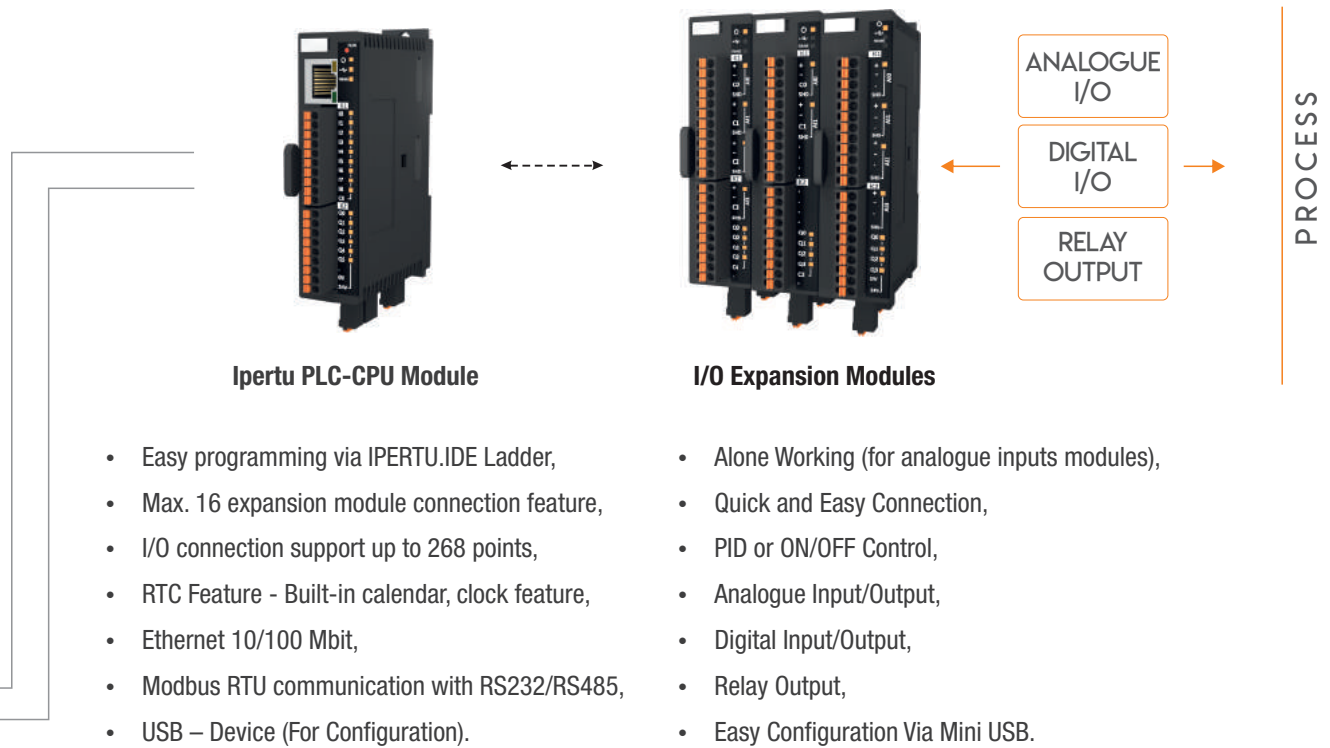 ANALOGUE
I/O
DIGITAL
I/O
RELAY
OUTPUT
PROCESS
Ipertu PLC-CPU Module
• Easy programming via IPERTU.IDE Ladder,
• Max. 16 expansion module connection feature,
• I/O connection support up to 268 points,
• RTC Feature - Built-in calendar, clock feature,
• Ethernet 10/100 Mbit,
• Modbus RTU communication with RS232/RS485,
• USB – Device (For Configuration).
I/O Expansion Modules
• Alone Working (for analogue inputs modules),
• Quick and Easy Connection,
• PID or ON/OFF Control,
• Analogue Input/Output,
• Digital Input/Output,
• Relay Output,
• Easy Configuration Via Mini USB.